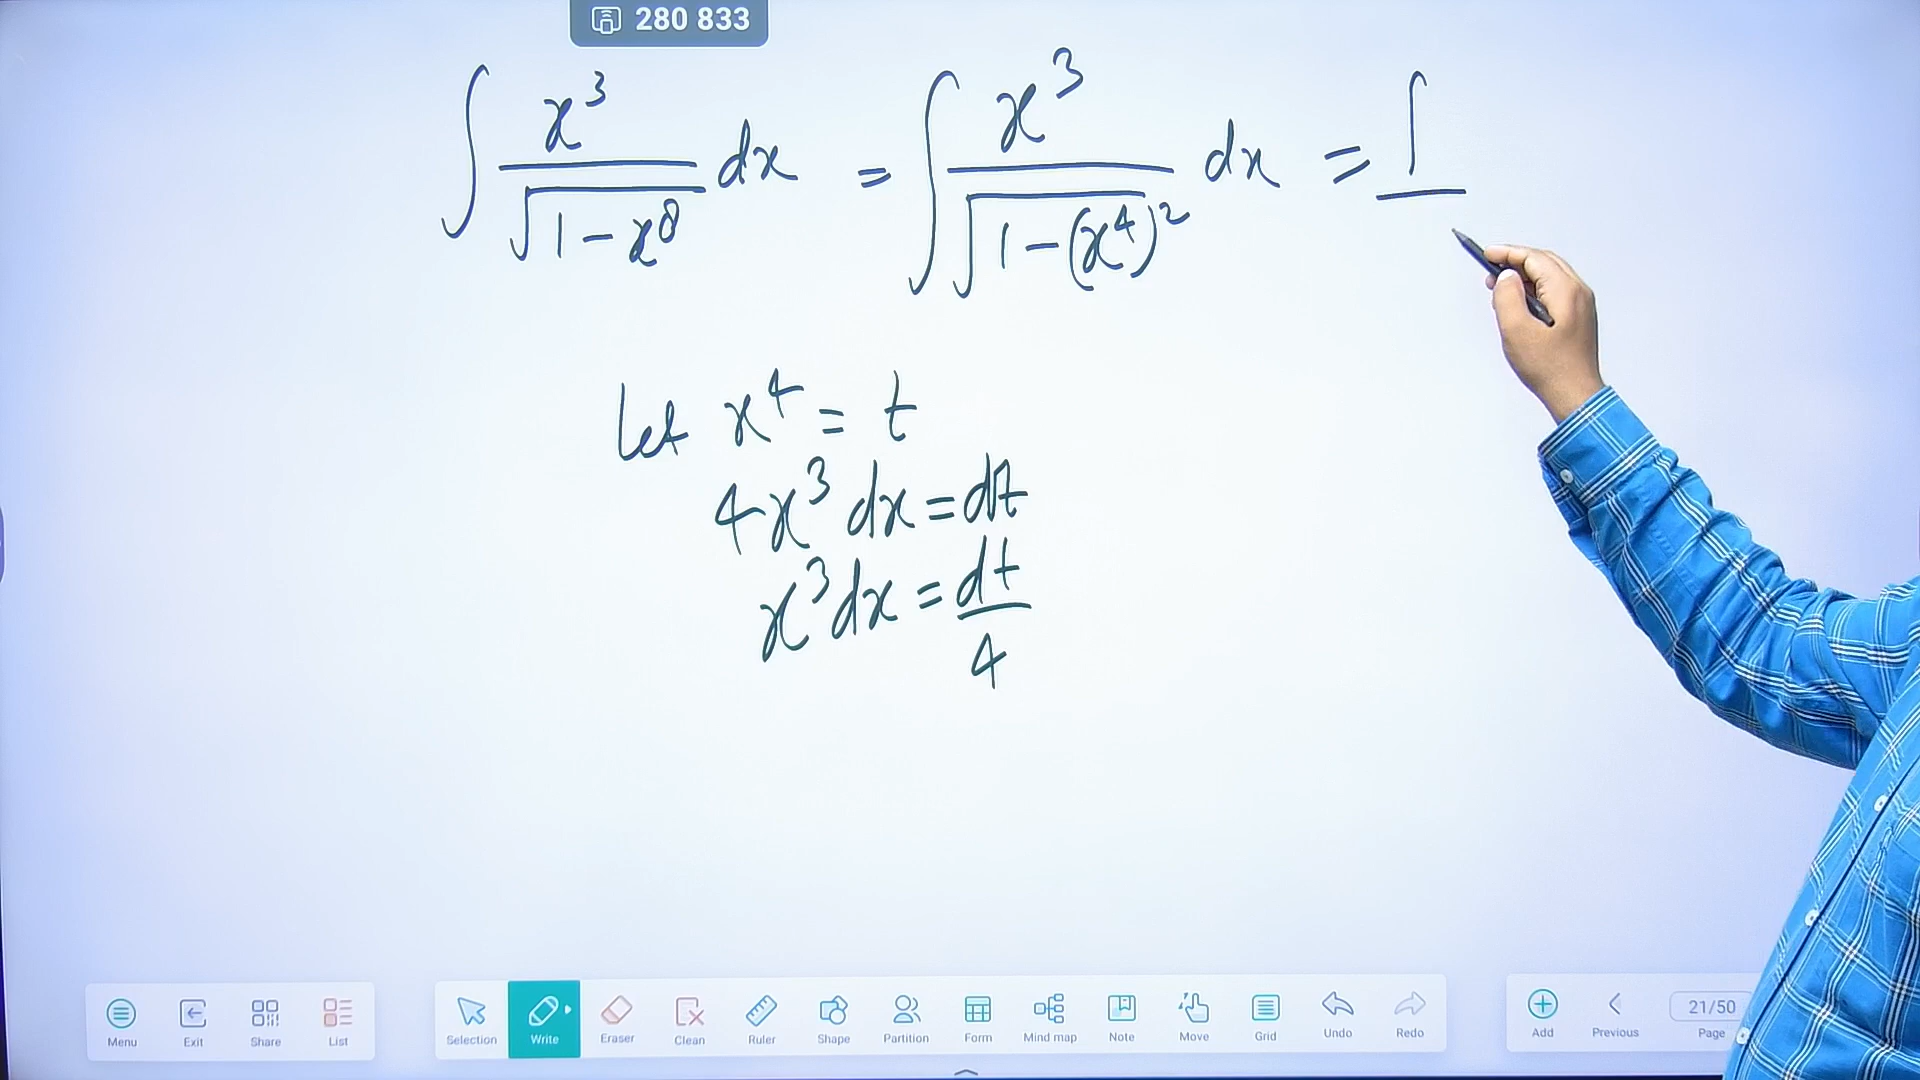 280 833
∫ x³ / √(1-x⁸) dx = ∫ x³ / √(1-(x⁴)²) dx = ∫
Let x⁴ = t
4x³ dx = dt
x³dx = dt/4
Menu Exit Share List Selection Write Eraser Clean Ruler Shape Partition Form Mind map Note Move Grid Undo Redo Add Previous 21/50 Page